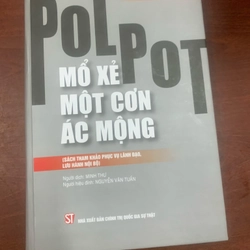 POL POT
MỔ XẺ
MỘT CƠN
ÁC MỘNG
(SÁCH THAM KHẢO PHỤC VỤ LÃNH ĐẠO,
LƯU HÀNH NỘI BỘ)
Người dịch: MINH THU
Người hiệu đính: NGUYỄN VĂN TUẤN
ST
NHÀ XUẤT BẢN CHÍNH TRỊ QUỐC GIA SỰ THẬT